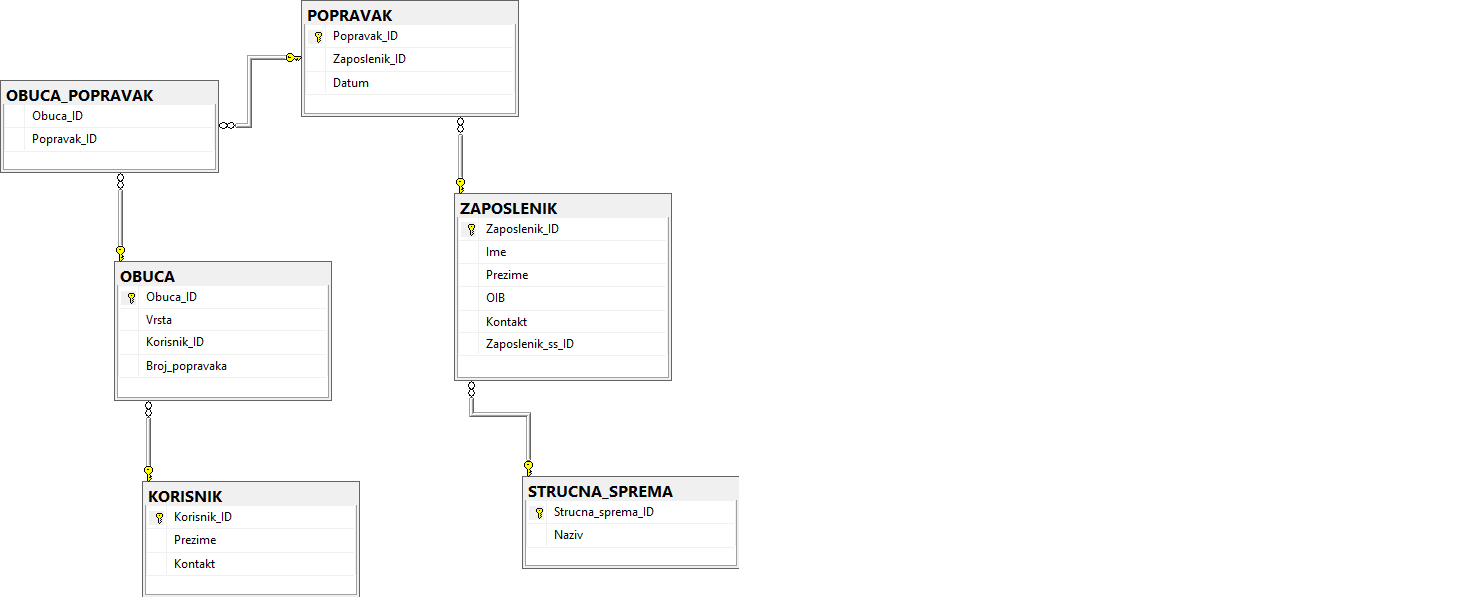 POPRAVAK
Popravak_ID
Zaposlenik_ID
Datum
OBUCA_POPRAVAK
Obuca_ID
Popravak_ID
ZAPOSLENIK
Zaposlenik_ID
Ime
Prezime
OIB
Kontakt
Zaposlenik_ss_ID
OBUCA
Obuca_ID
Vrsta
Korisnik_ID
Broj_popravaka
KORISNIK
Korisnik_ID
Prezime
Kontakt
STRUCNA_SPREMA
Strucna_sprema_ID
Naziv